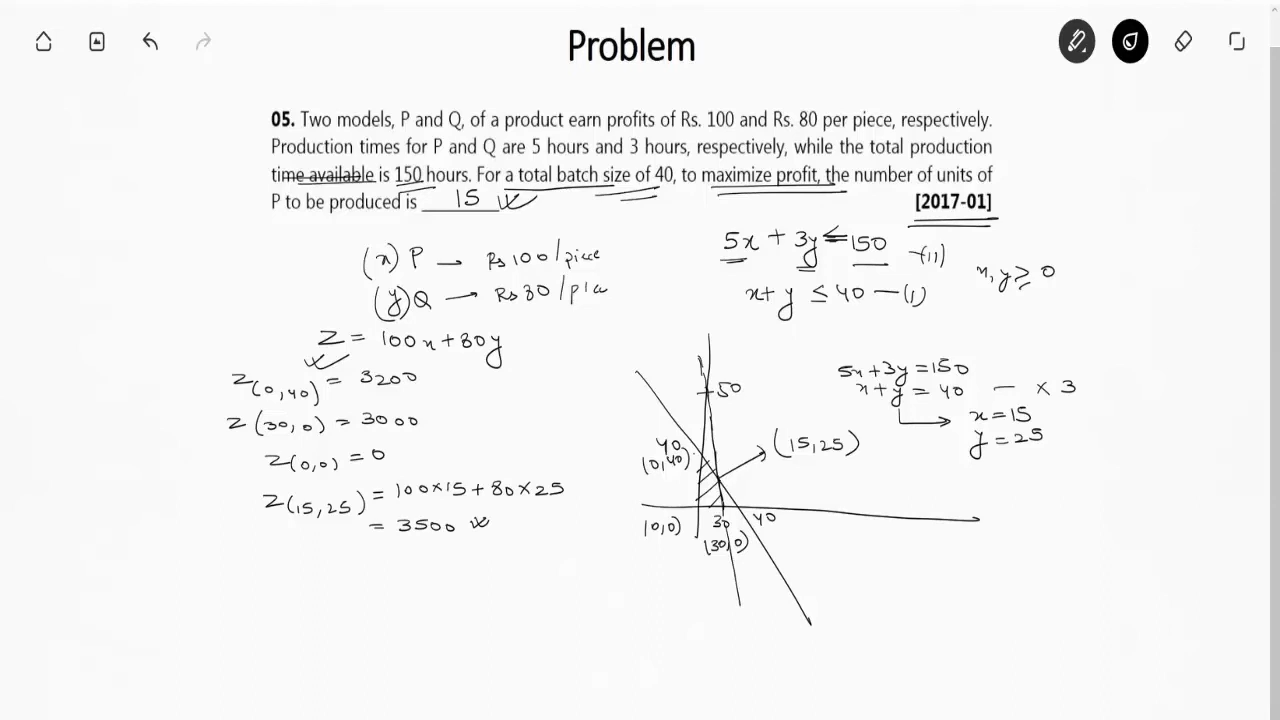 Problem
05. Two models, P and Q, of a product earn profits of Rs. 100 and Rs. 80 per piece, respectively.
Production times for P and Q are 5 hours and 3 hours, respectively, while the total production
time available is 150 hours. For a total batch size of 40, to maximize profit, the number of units of
P to be produced is 15
[2017-01]
(x) P → Rs 100/piece
(y) Q → Rs 80/pie
Z = 100x + 80y
Z(0,40) = 3200
Z(30,0) = 3000
Z(0,0) = 0
Z(15,25) = 100×15 + 80×25
= 3500
5x + 3y ≤ 150 —(11)
x + y ≤ 40 —(1)
x, y ≥ 0
5x + 3y = 150
x + y = 40 — × 3
x = 15
y = 25
50
40
(0,40)
(15,25)
(0,0)
30
40
(30,0)